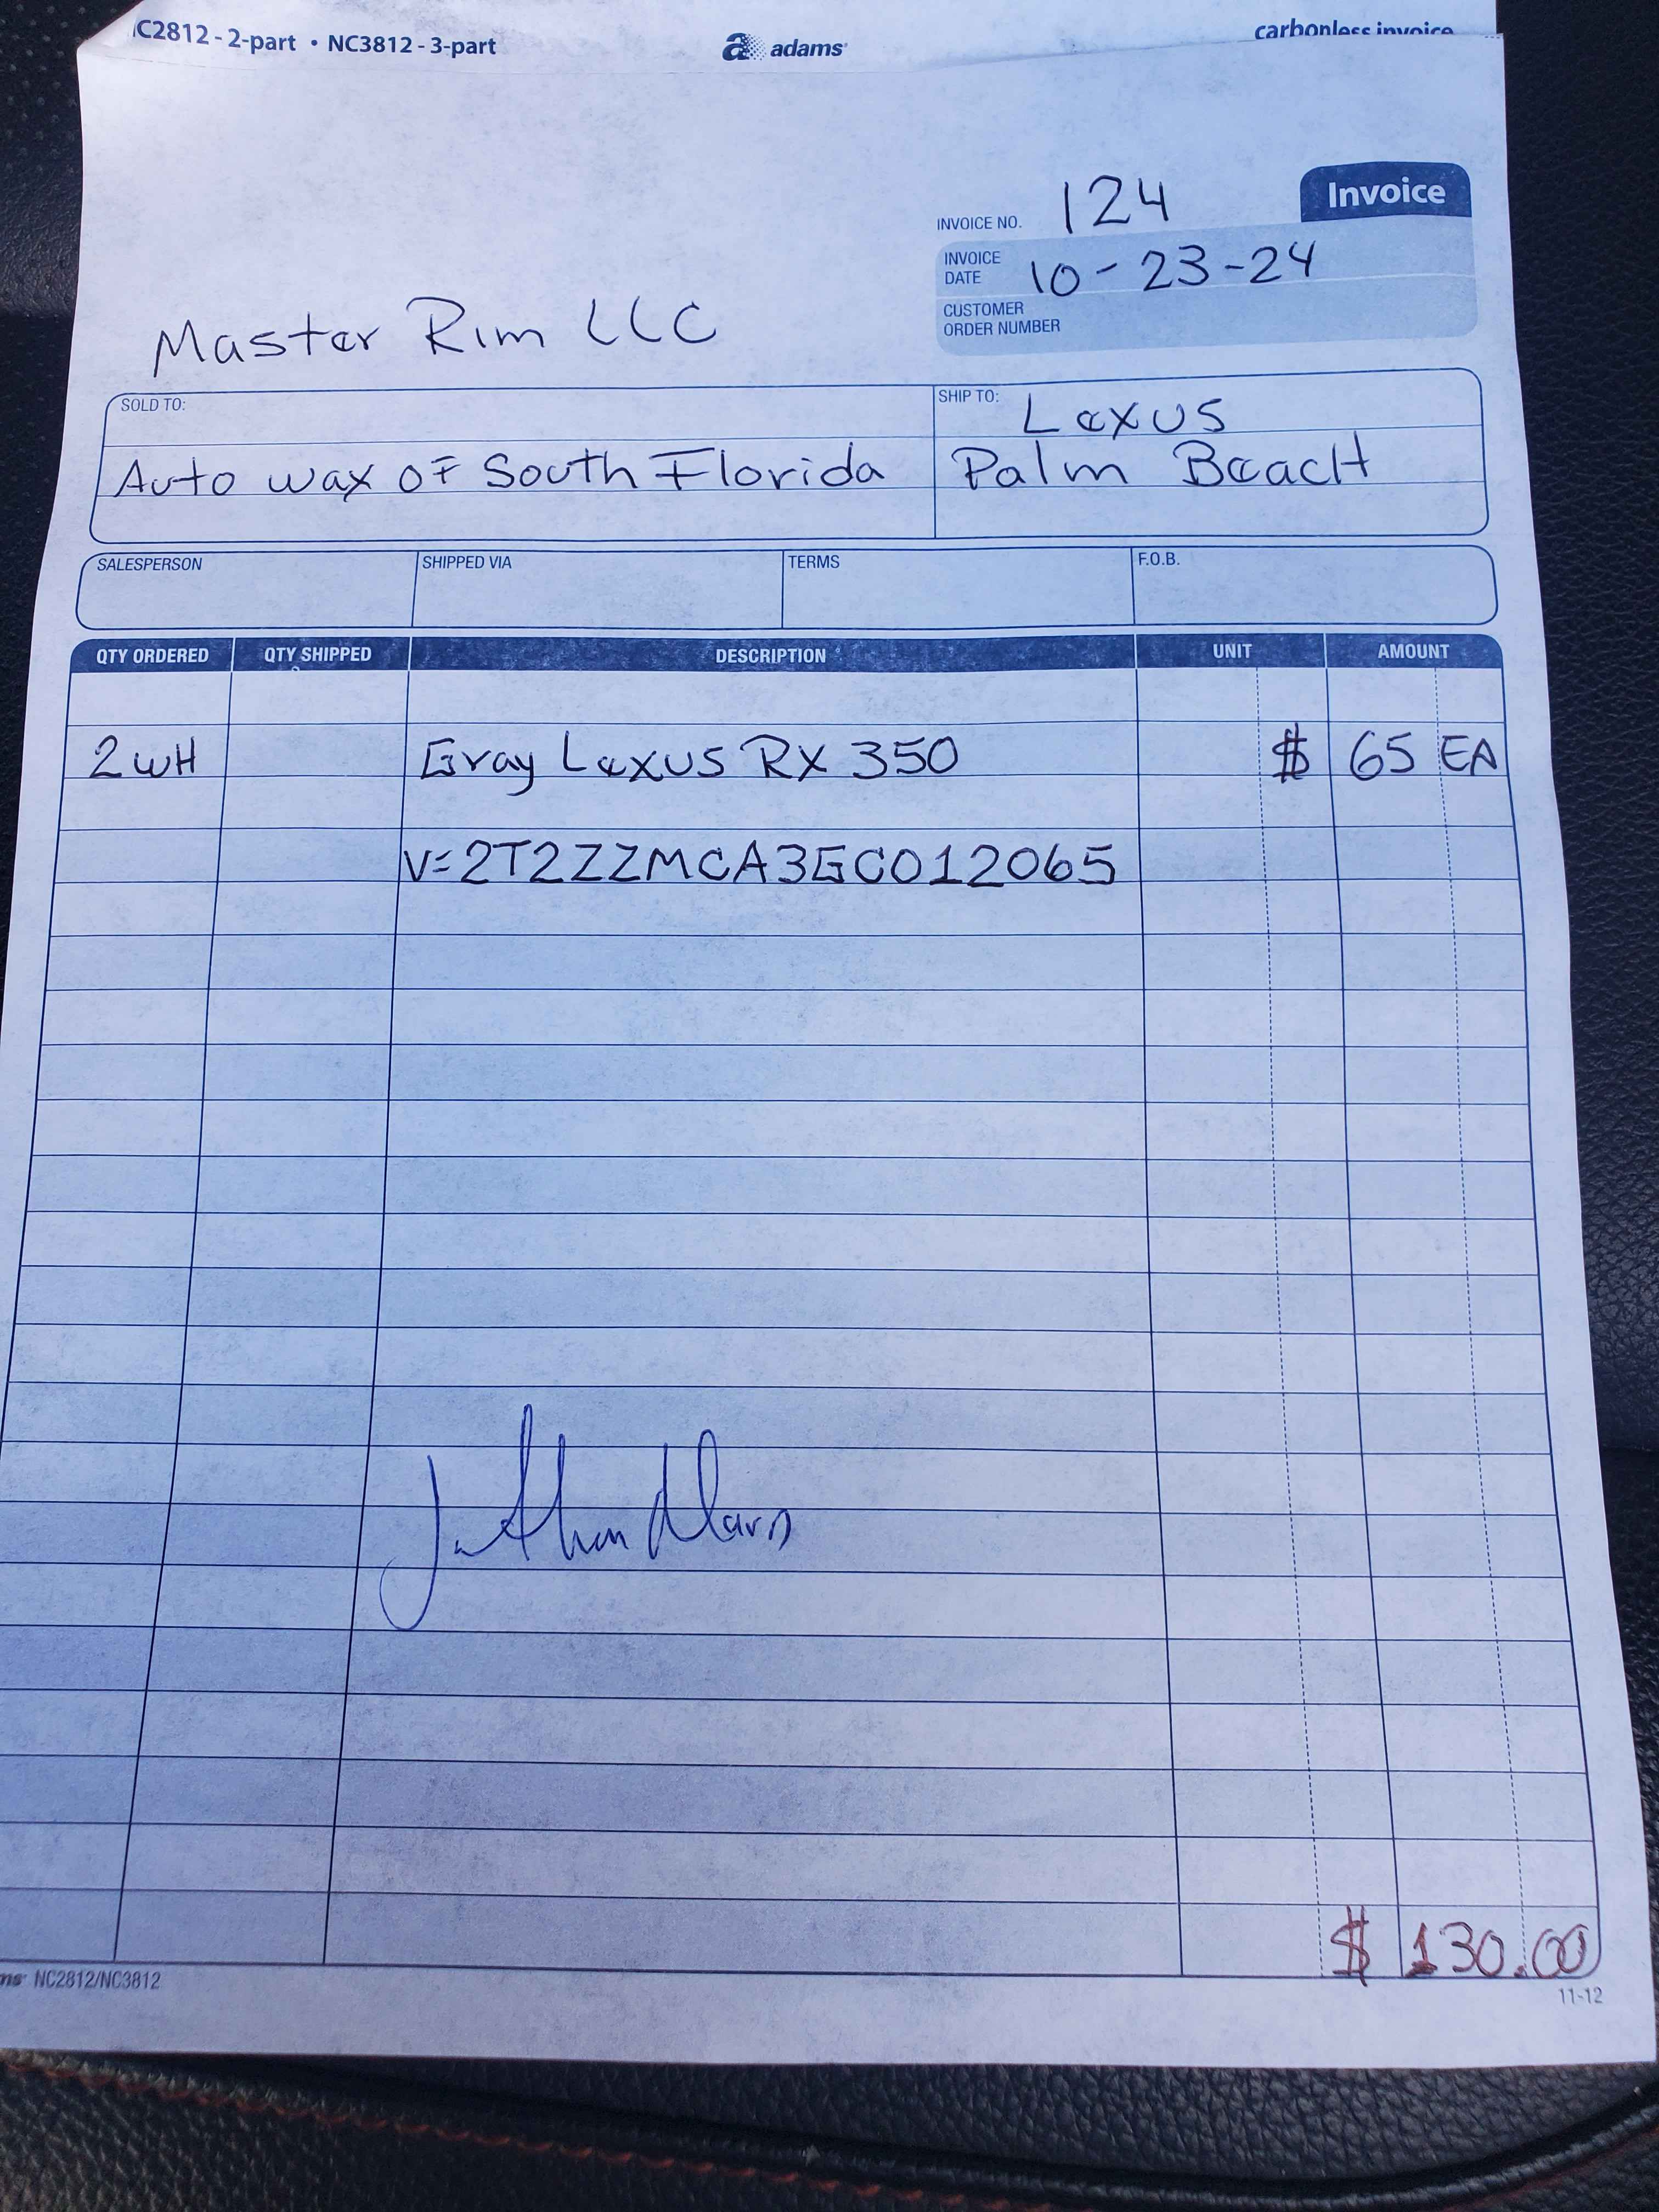 C2812 - 2-part • NC3812 - 3-part
adams
carbonless invoice
Invoice
INVOICE NO. 124
INVOICE DATE 10-23-24
CUSTOMER ORDER NUMBER
Master Rim LLC
SOLD TO:
Auto wax of South Florida
SHIP TO: Lexus
Palm Beach
SALESPERSON SHIPPED VIA TERMS F.O.B.
QTY ORDERED QTY SHIPPED DESCRIPTION UNIT AMOUNT
2 WH Gray Lexus RX 350 $ 65 EA
V=2T2ZZMCA3GC012065
$ 130.00
NC2812/NC3812
11-12